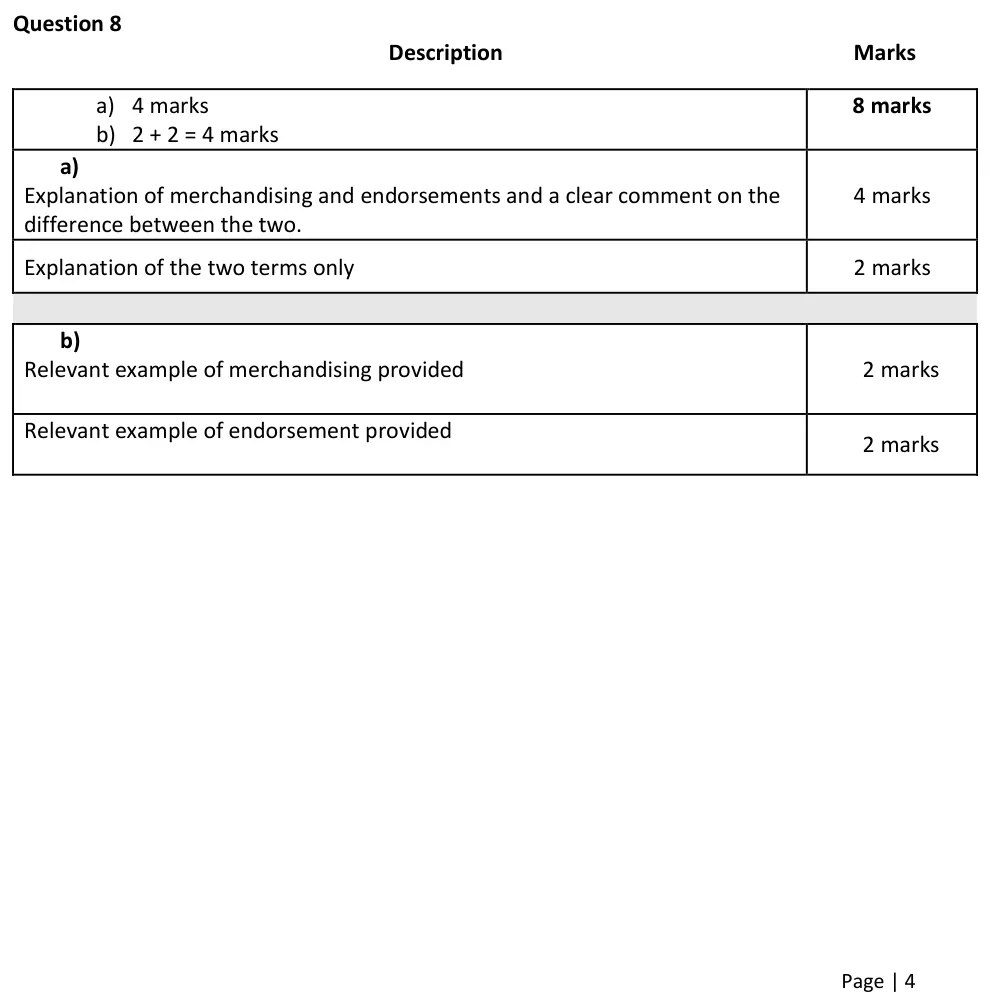 Question 8
Description Marks
a) 4 marks 8 marks
b) 2 + 2 = 4 marks
a)
Explanation of merchandising and endorsements and a clear comment on the 4 marks
difference between the two.
Explanation of the two terms only 2 marks
b)
Relevant example of merchandising provided 2 marks
Relevant example of endorsement provided
2 marks
Page | 4